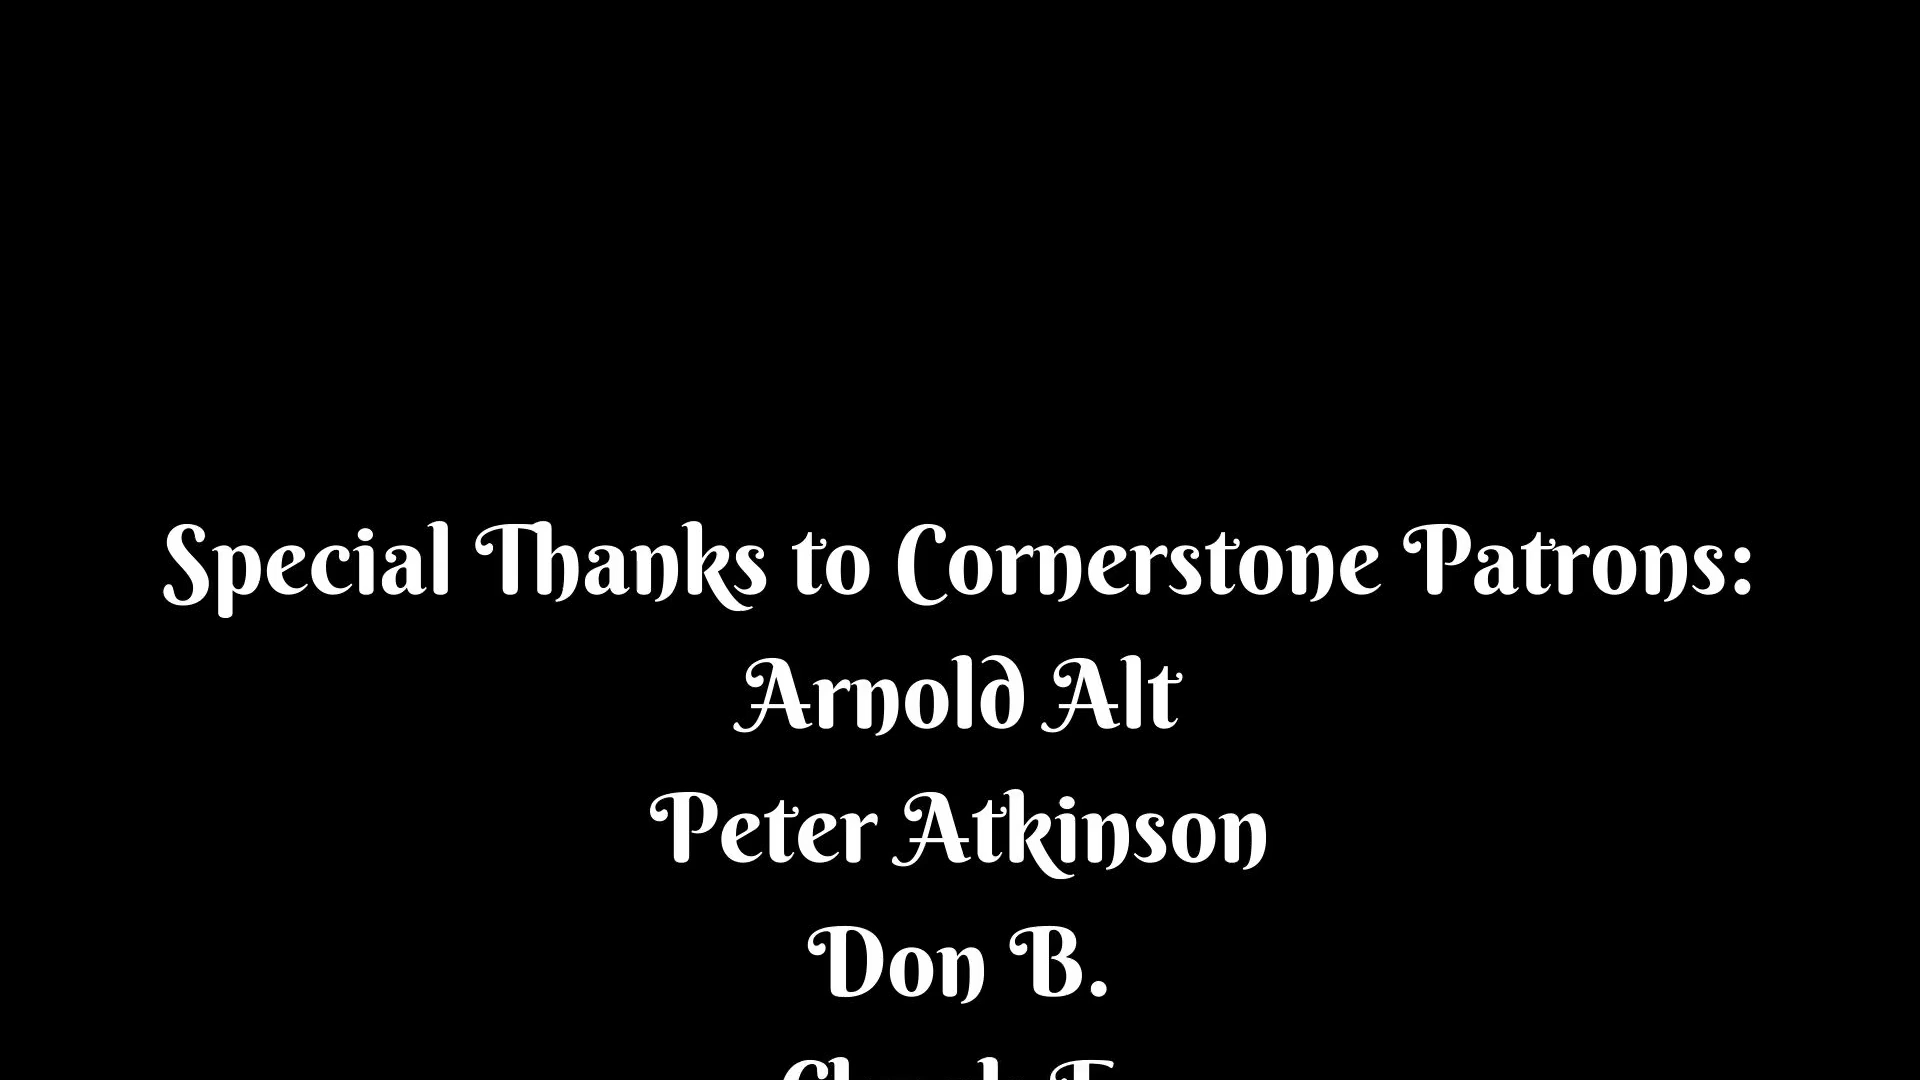 Special Thanks to Cornerstone Patrons:
Arnold Alt
Peter Atkinson
Don B.